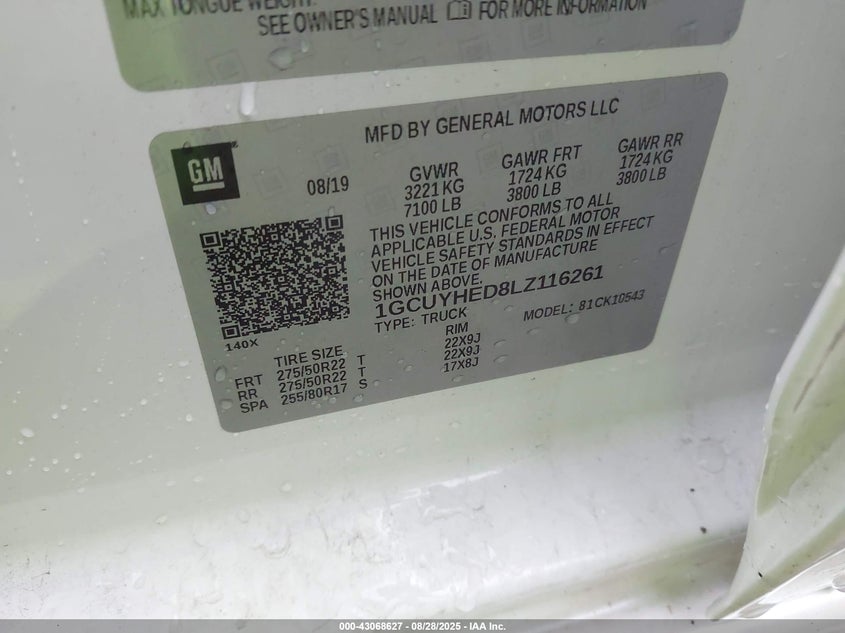 MAX TONGUE WEIGHT:
SEE OWNER'S MANUAL FOR MORE INFORMATION
MFD BY GENERAL MOTORS LLC
GM
08/19
GVWR
3221 KG
7100 LB
GAWR FRT
1724 KG
3800 LB
GAWR RR
1724 KG
3800 LB
THIS VEHICLE CONFORMS TO ALL
APPLICABLE U.S. FEDERAL MOTOR
VEHICLE SAFETY STANDARDS IN EFFECT
ON THE DATE OF MANUFACTURE
SHOWN ABOVE.
1GCUYHED8LZ116261
TYPE: TRUCK
MODEL: 81CK10543
140X
TIRE SIZE RIM
FRT 275/50R22 T 22X9J
RR 275/50R22 T 22X9J
SPA 255/80R17 S 17X8J
000-43068627 - 08/28/2025 - IAA Inc.